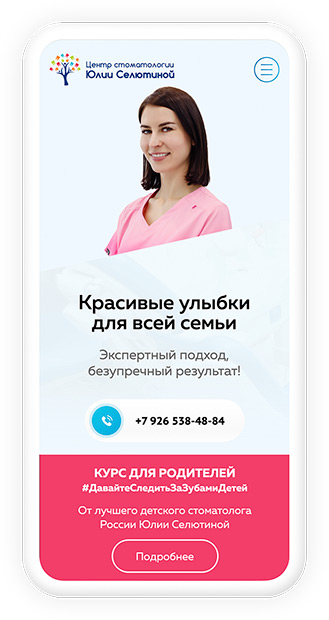 Центр стоматологии
Юлии Селютиной
Красивые улыбки
для всей семьи
Экспертный подход,
безупречный результат!
+7 926 538-48-84
КУРС ДЛЯ РОДИТЕЛЕЙ
#ДавайтеСледитьЗаЗубамиДетей
От лучшего детского стоматолога
России Юлии Селютиной
Подробнее